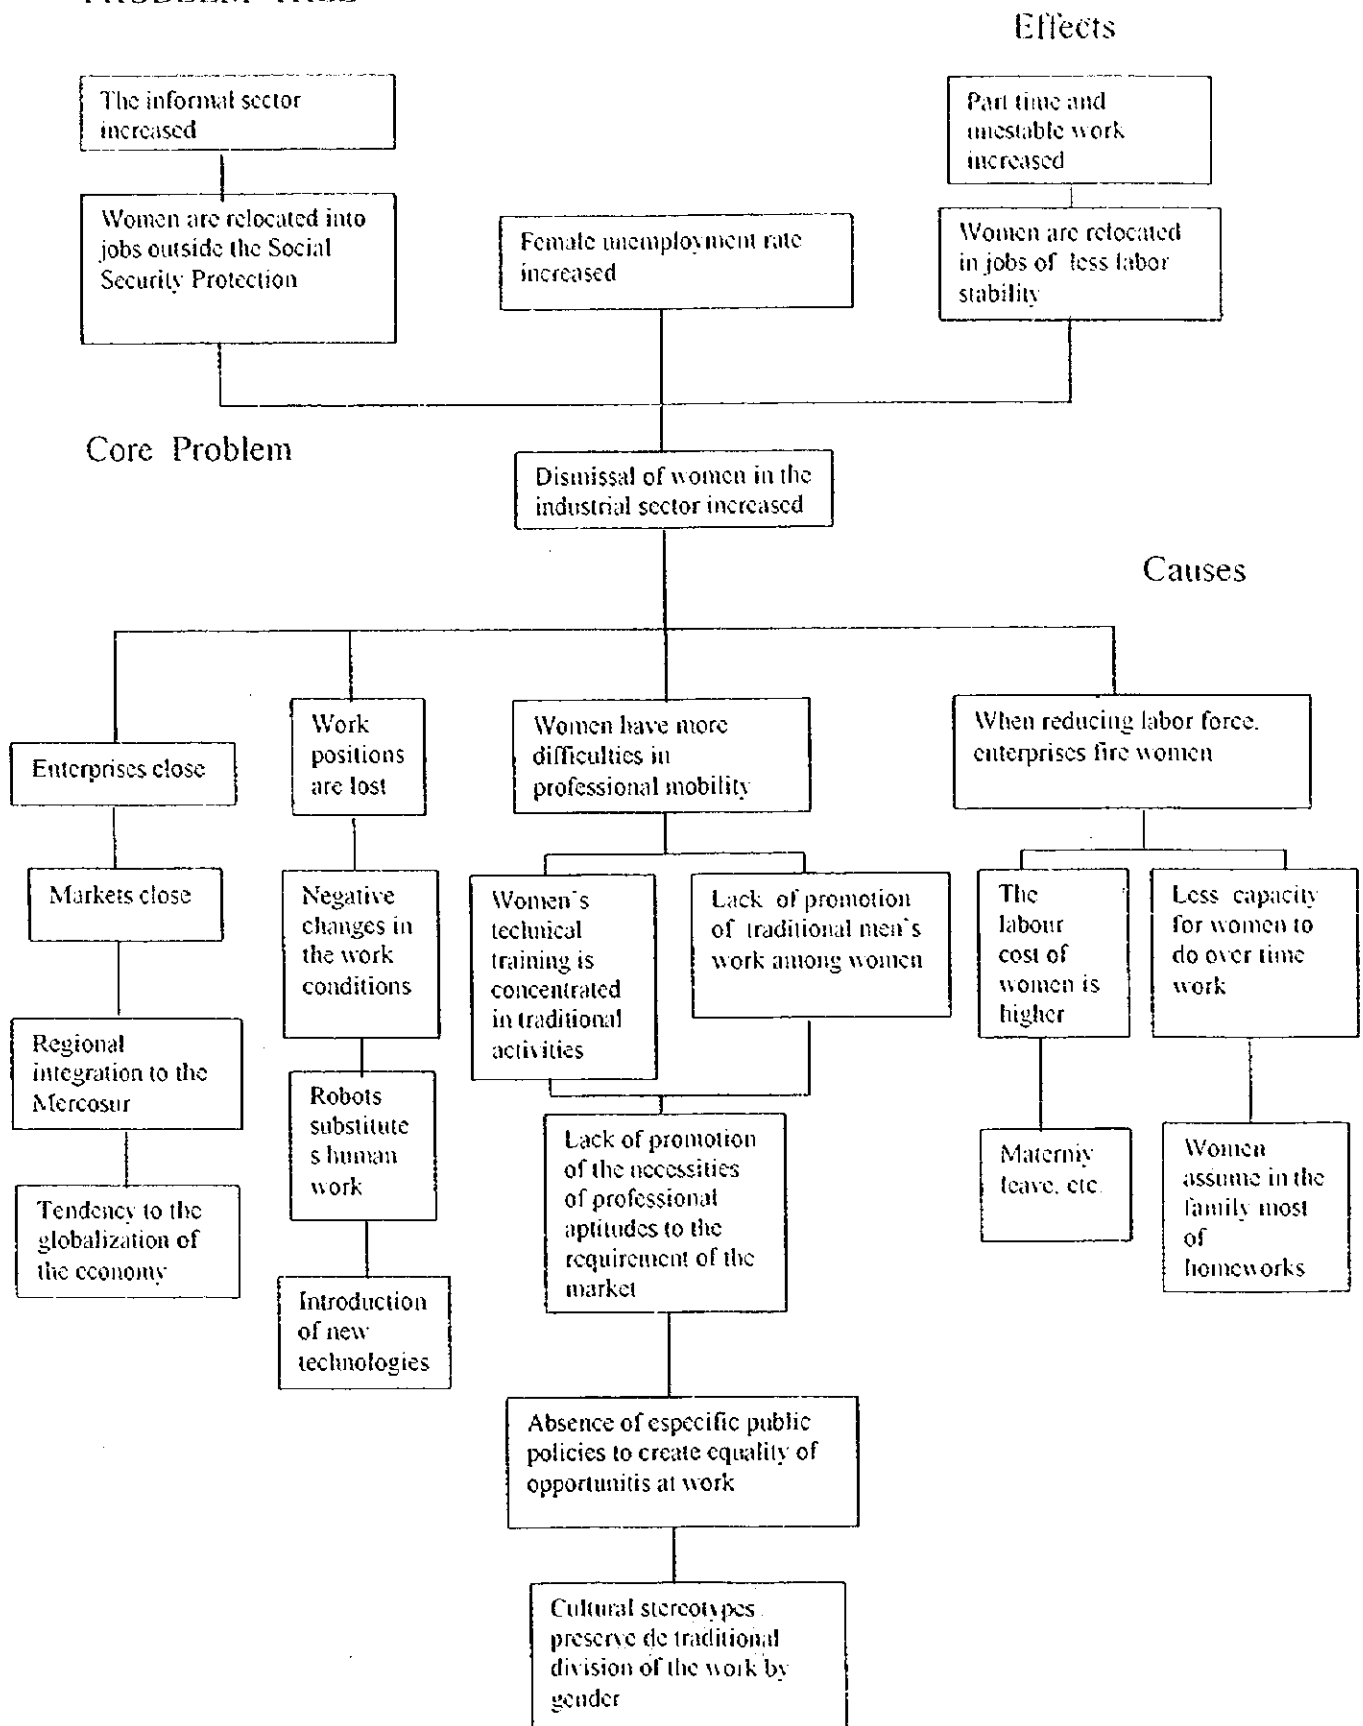 Effects
The informal sector
increased
Part time and
unestable work
increased
Women are relocated into
jobs outside the Social
Security Protection
Female unemployment rate
increased
Women are relocated
in jobs of less labor
stability
Core Problem
Dismissal of women in the
industrial sector increased
Causes
Enterprises close
Work
positions
are lost
Women have more
difficulties in
professional mobility
When reducing labor force,
enterprises fire women
Markets close
Negative
changes in
the work
conditions
Women`s
technical
training is
concentrated
in traditional
activities
Lack of promotion
of traditional men`s
work among women
The
labour
cost of
women is
higher
Less capacity
for women to
do over time
work
Regional
integration to the
Mercosur
Robots
substitute
s human
work
Lack of promotion
of the necessities
of professional
aptitudes to the
requirement of the
market
Materniy
leave, etc.
Women
assume in the
family most
of
homeworks
Tendency to the
globalization of
the economy
Introduction
of new
technologies
Absence of especific public
policies to create equality of
opportunitis at work
Cultural stereotypes
preserve de traditional
division of the work by
gender